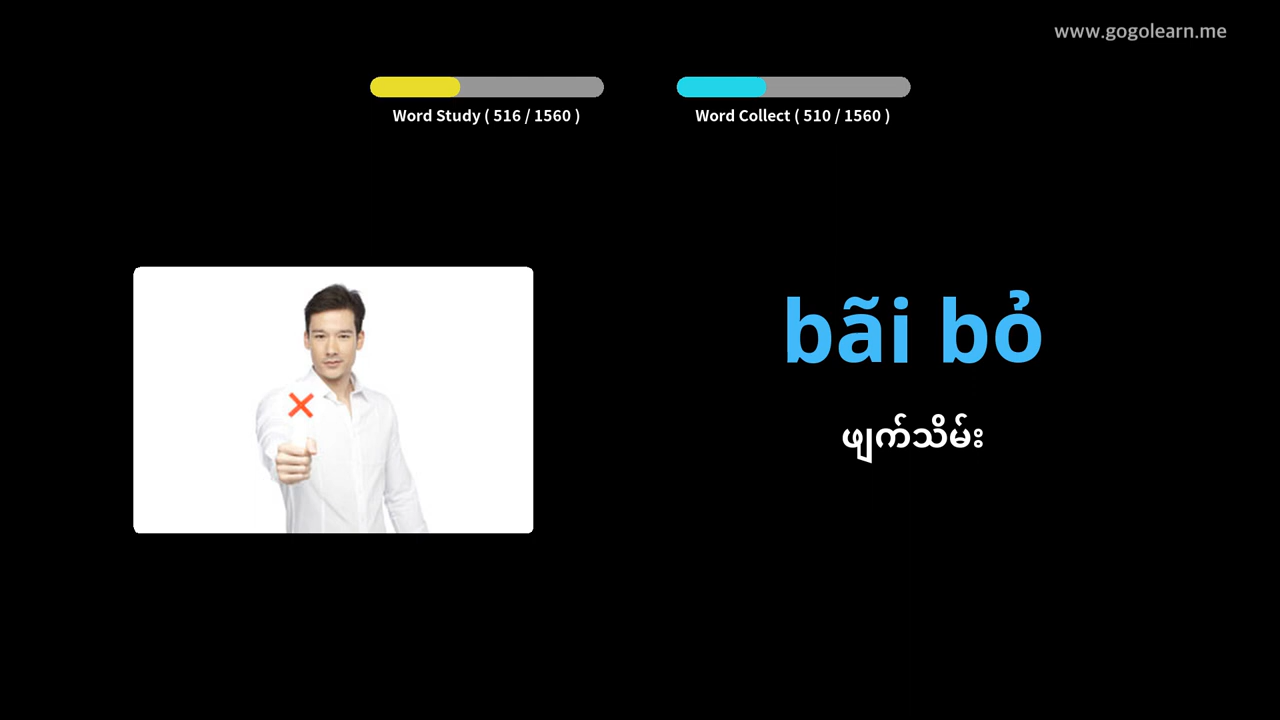 www.gogolearn.me
Word Study ( 516 / 1560 )
Word Collect ( 510 / 1560 )
bãi bỏ
ဖျက်သိမ်း